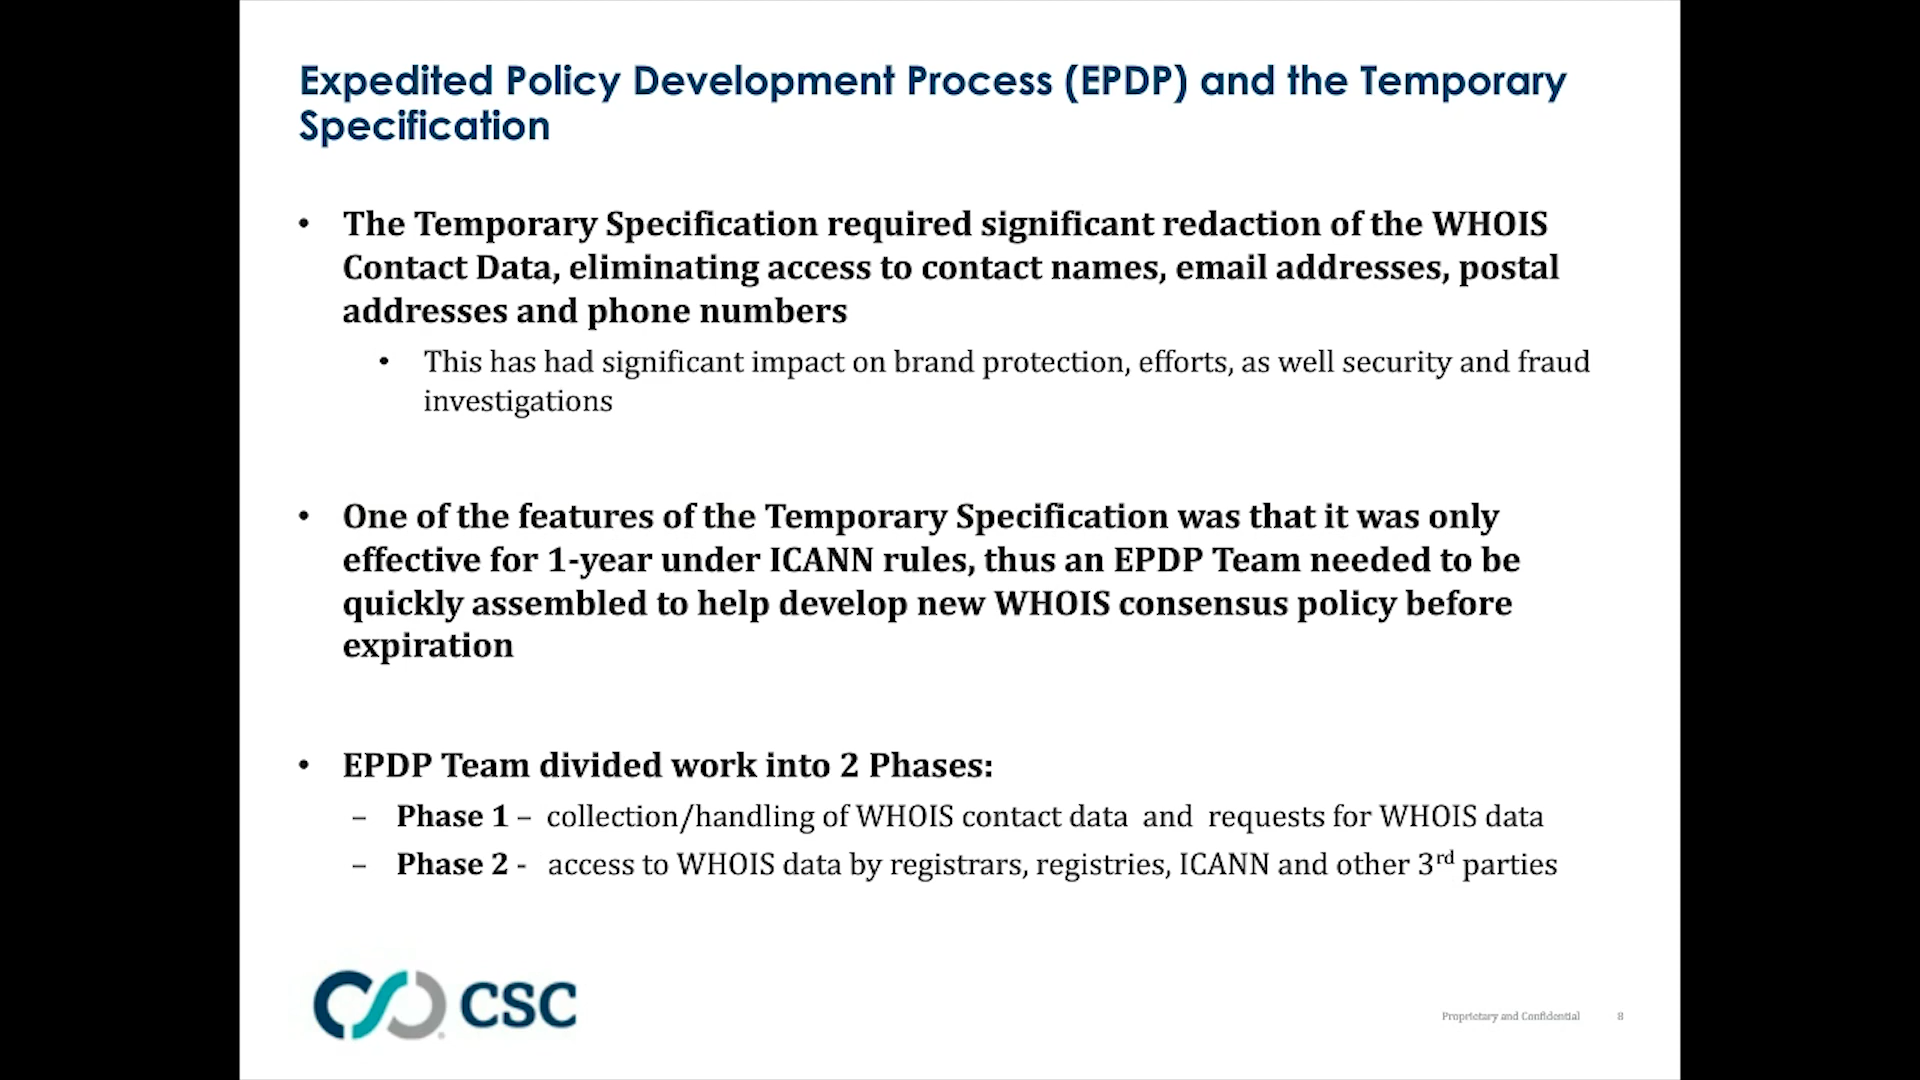 Expedited Policy Development Process (EPDP) and the Temporary
Specification
• The Temporary Specification required significant redaction of the WHOIS
Contact Data, eliminating access to contact names, email addresses, postal
addresses and phone numbers
• This has had significant impact on brand protection, efforts, as well security and fraud
investigations
• One of the features of the Temporary Specification was that it was only
effective for 1-year under ICANN rules, thus an EPDP Team needed to be
quickly assembled to help develop new WHOIS consensus policy before
expiration
• EPDP Team divided work into 2 Phases:
– Phase 1 – collection/handling of WHOIS contact data and requests for WHOIS data
– Phase 2 - access to WHOIS data by registrars, registries, ICANN and other 3rd parties
CSC
Proprietary and Confidential 8